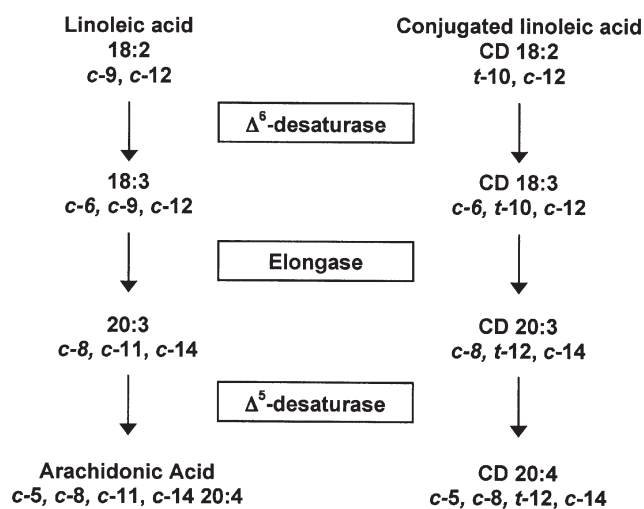 Linoleic acid
18:2
c-9, c-12
Conjugated linoleic acid
CD 18:2
t-10, c-12
Δ⁶-desaturase
18:3
c-6, c-9, c-12
CD 18:3
c-6, t-10, c-12
Elongase
20:3
c-8, c-11, c-14
CD 20:3
c-8, t-12, c-14
Δ⁵-desaturase
Arachidonic Acid
c-5, c-8, c-11, c-14 20:4
CD 20:4
c-5, c-8, t-12, c-14